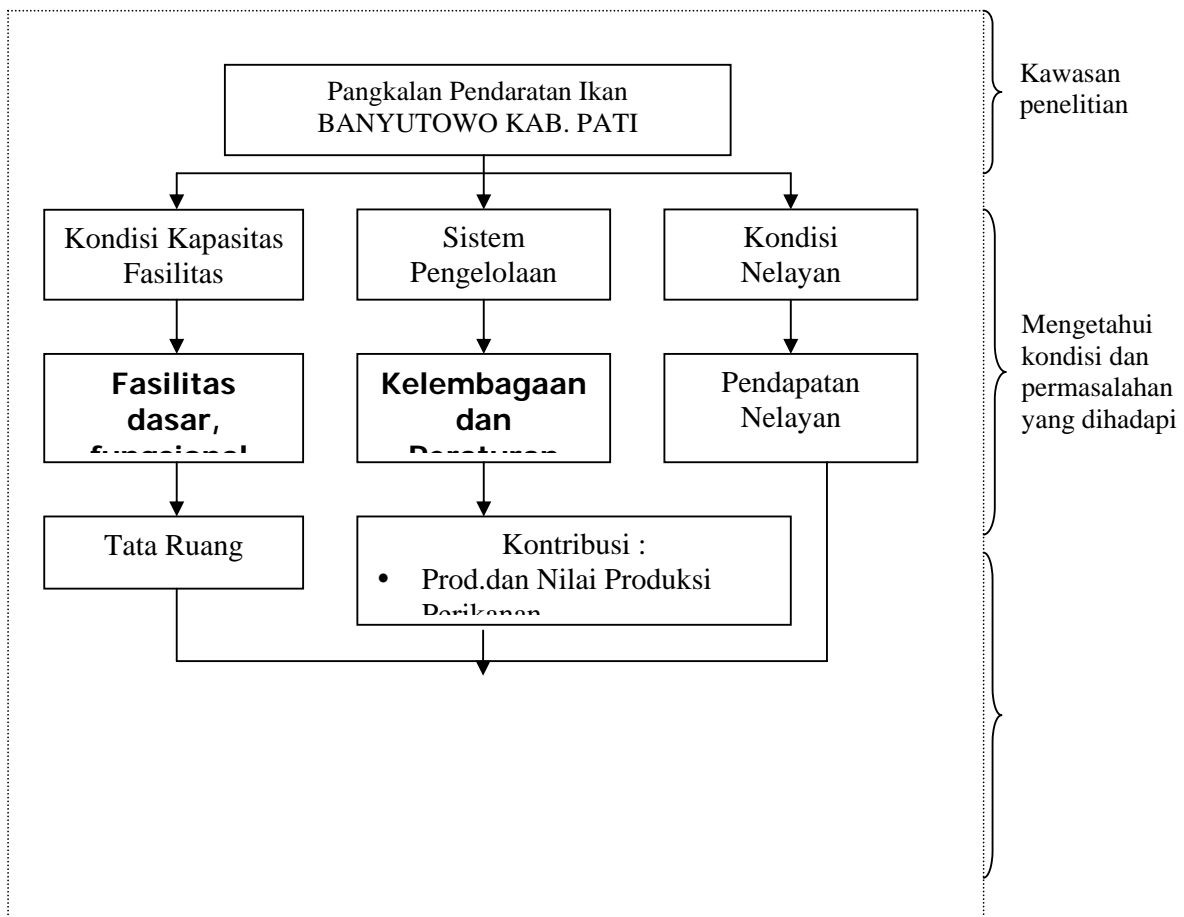 Pangkalan Pendaratan Ikan
BANYUTOWO KAB. PATI
Kawasan
penelitian
Kondisi Kapasitas
Fasilitas
Sistem
Pengelolaan
Kondisi
Nelayan
Mengetahui
kondisi dan
permasalahan
yang dihadapi
Fasilitas
dasar,
Kelembagaan
dan
Pendapatan
Nelayan
Tata Ruang
Kontribusi :
• Prod.dan Nilai Produksi